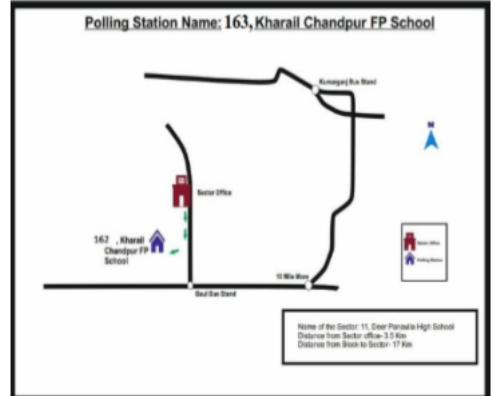 Polling Station Name: 163, Kharail Chandpur FP School
Kumarganj Bus Stand
N
Sector Office
162 , Kharail
Chandpur FP
School
Sector Office
Polling Station
10 Mile More
Baul Bus Stand
Name of the Sector: 11, Deor Panzulla High School
Distance from Sector office- 3.5 Km
Distance from Block to Sector- 17 Km